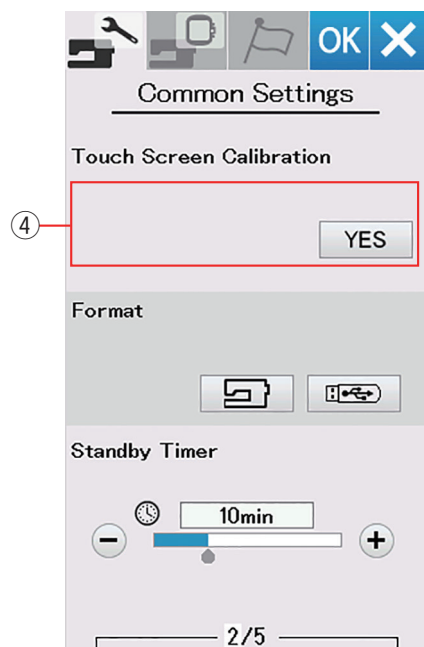 OK
Common Settings
Touch Screen Calibration
4
YES
Format
Standby Timer
10min
2/5